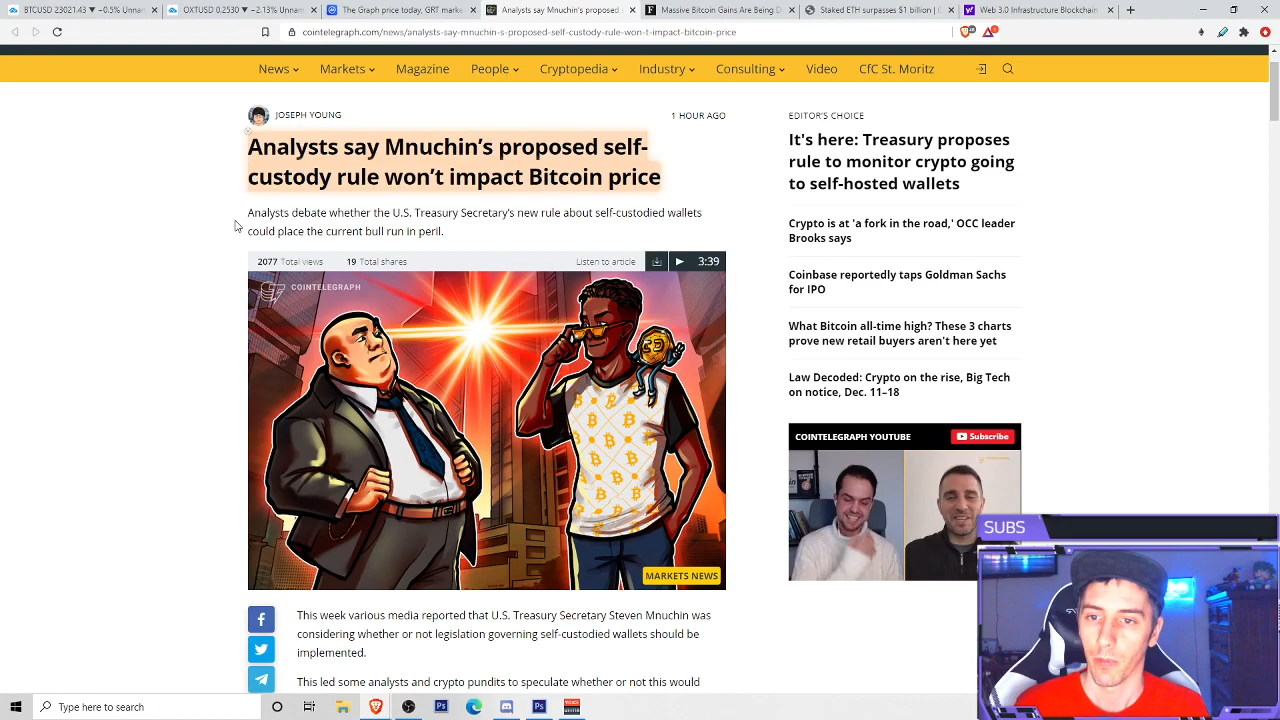 BTCUSD 23021.43 ▼ −0.5% Unnam
OXTUSD 0.2530 ▼ −2.13% Unnam
The Graph price today, GRT marke
Analysts say Mnuchin's proposed s
Massive Bitcoin Gains Are Being D
Staked ETH surpasses $1 billion | C
Web 3.0 Infrastructure Blockchain
cointelegraph.com/news/analysts-say-mnuchin-s-proposed-self-custody-rule-won-t-impact-bitcoin-price
News
Markets
Magazine
People
Cryptopedia
Industry
Consulting
Video
CfC St. Moritz
JOSEPH YOUNG
1 HOUR AGO
Analysts say Mnuchin's proposed self-
custody rule won't impact Bitcoin price
Analysts debate whether the U.S. Treasury Secretary's new rule about self-custodied wallets
could place the current bull run in peril.
2077 Total views
19 Total shares
Listen to article
3:39
COINTELEGRAPH
MARKETS NEWS
This week various media reported that U.S. Treasury Secretary Steven Mnuchin was
considering whether or not legislation governing self-custodied wallets should be
implemented.
This led some analysts and crypto pundits to speculate whether or not this would
EDITOR'S CHOICE
It's here: Treasury proposes
rule to monitor crypto going
to self-hosted wallets
Crypto is at 'a fork in the road,' OCC leader
Brooks says
Coinbase reportedly taps Goldman Sachs
for IPO
What Bitcoin all-time high? These 3 charts
prove new retail buyers aren't here yet
Law Decoded: Crypto on the rise, Big Tech
on notice, Dec. 11–18
COINTELEGRAPH YOUTUBE
Subscribe
SUBS
Type here to search